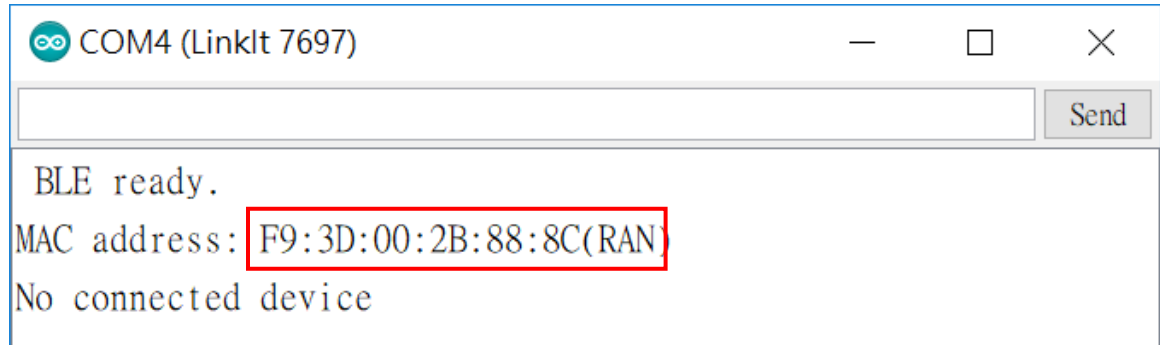 COM4 (LinkIt 7697)
Send
BLE ready.
MAC address: F9:3D:00:2B:88:8C(RAN)
No connected device